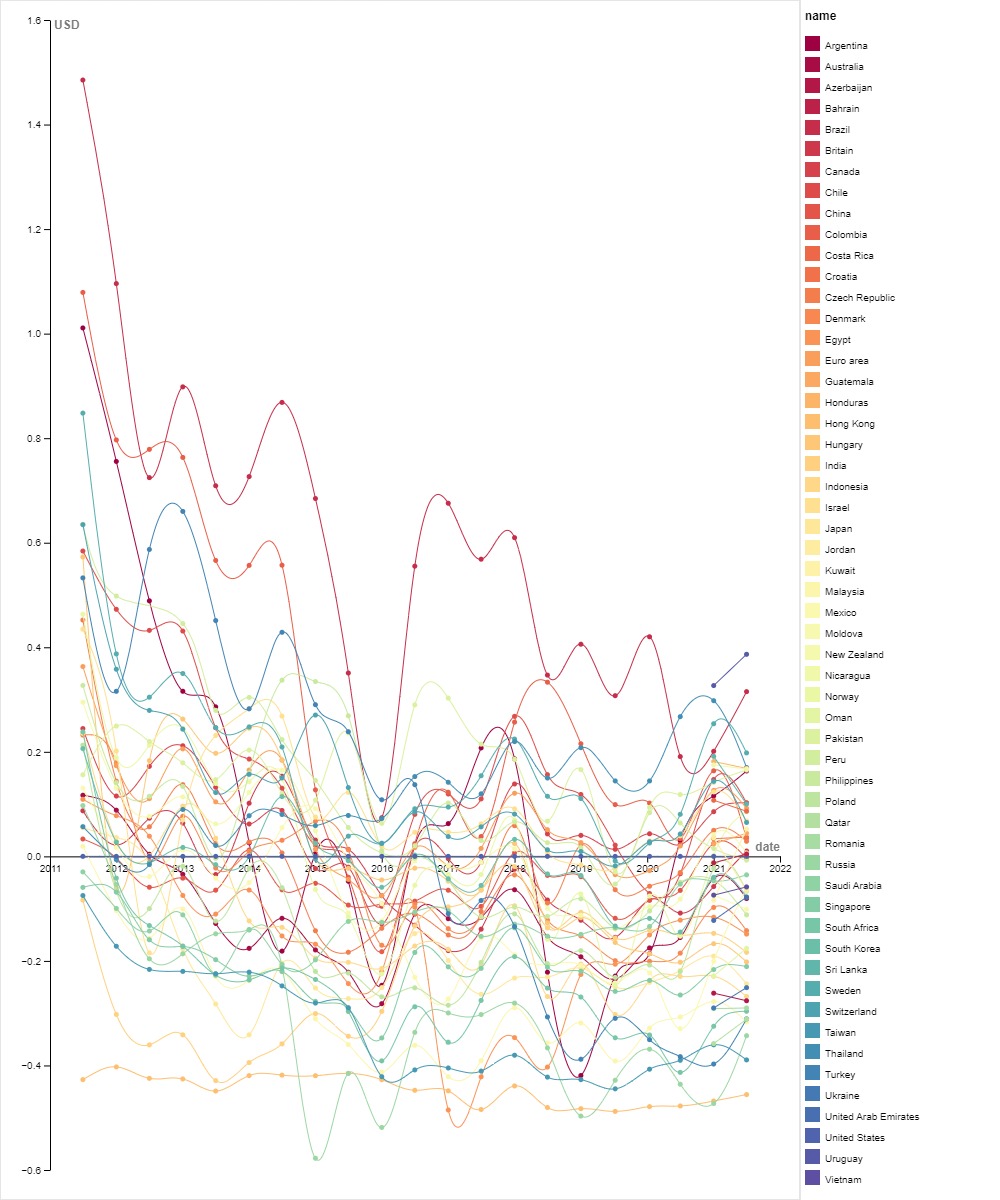 USD
1.6
1.4
1.2
1.0
0.8
0.6
0.4
0.2
0.0
−0.2
−0.4
−0.6
date
2011 2012 2013 2014 2015 2016 2017 2018 2019 2020 2021 2022
name
Argentina
Australia
Azerbaijan
Bahrain
Brazil
Britain
Canada
Chile
China
Colombia
Costa Rica
Croatia
Czech Republic
Denmark
Egypt
Euro area
Guatemala
Honduras
Hong Kong
Hungary
India
Indonesia
Israel
Japan
Jordan
Kuwait
Malaysia
Mexico
Moldova
New Zealand
Nicaragua
Norway
Oman
Pakistan
Peru
Philippines
Poland
Qatar
Romania
Russia
Saudi Arabia
Singapore
South Africa
South Korea
Sri Lanka
Sweden
Switzerland
Taiwan
Thailand
Turkey
Ukraine
United Arab Emirates
United States
Uruguay
Vietnam